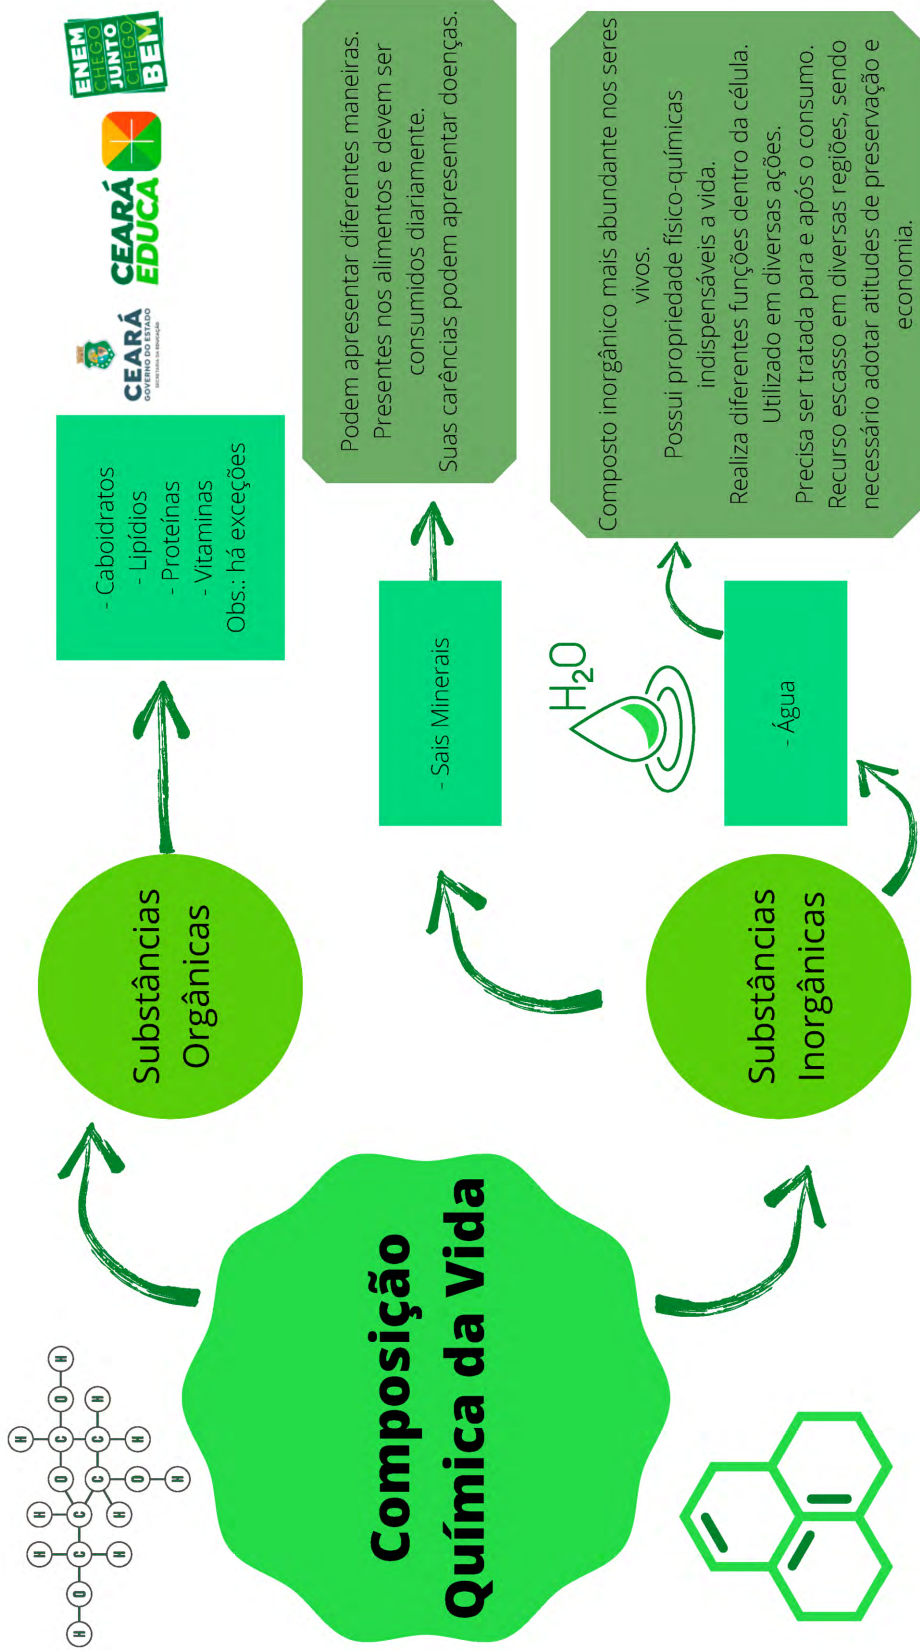 Composição
Química da Vida
Substâncias
Orgânicas
- Caboidratos
- Lipídios
- Proteínas
- Vitaminas
Obs.: há exceções
CEARÁ
GOVERNO DO ESTADO
SECRETARIA DA EDUCAÇÃO
CEARÁ
EDUCA
ENEM
CHEGO
JUNTO
CHEGO
BEM
Substâncias
Inorgânicas
- Sais Minerais
Podem apresentar diferentes maneiras.
Presentes nos alimentos e devem ser
consumidos diariamente.
Suas carências podem apresentar doenças.
H₂O
- Água
Composto inorgânico mais abundante nos seres
vivos.
Possui propriedade físico-químicas
indispensáveis a vida.
Realiza diferentes funções dentro da célula.
Utilizado em diversas ações.
Precisa ser tratada para e após o consumo.
Recurso escasso em diversas regiões, sendo
necessário adotar atitudes de preservação e
economia.
H O C C C O C O H
H H H H C C H N
H O H H